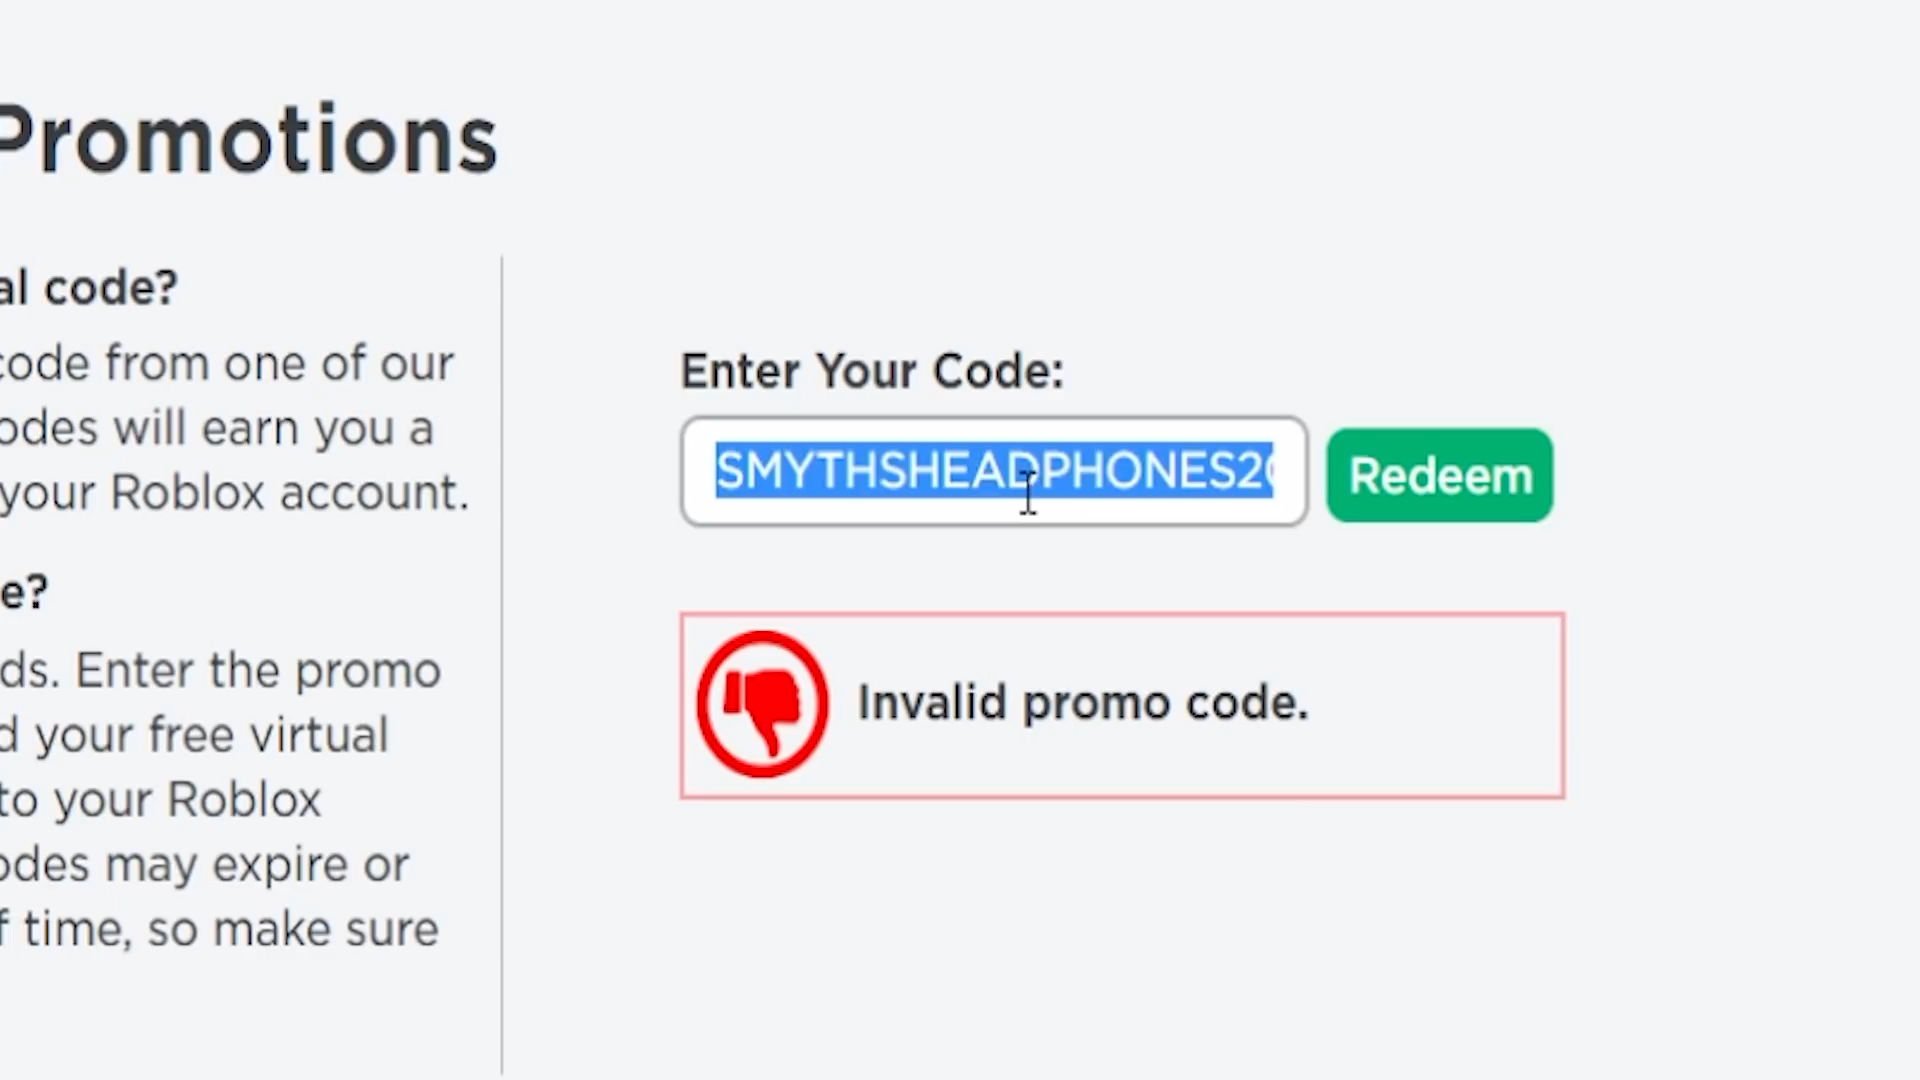 Promotions
al code?
code from one of our
odes will earn you a
your Roblox account.
e?
ds. Enter the promo
d your free virtual
to your Roblox
odes may expire or
f time, so make sure
Enter Your Code:
SMYTHSHEADPHONES20
Redeem
Invalid promo code.